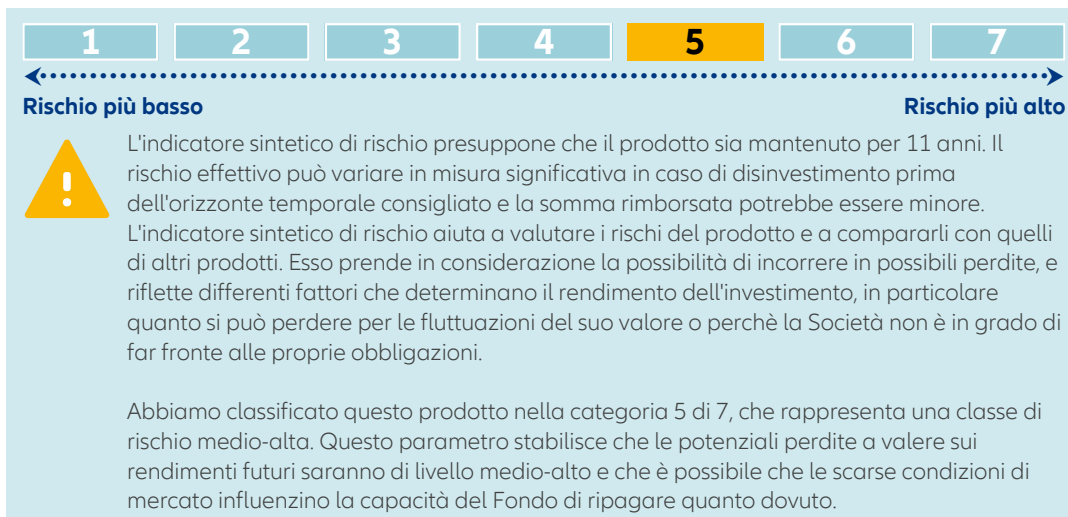 1 2 3 4 5 6 7
Rischio più basso Rischio più alto
L'indicatore sintetico di rischio presuppone che il prodotto sia mantenuto per 11 anni. Il
rischio effettivo può variare in misura significativa in caso di disinvestimento prima
dell'orizzonte temporale consigliato e la somma rimborsata potrebbe essere minore.
L'indicatore sintetico di rischio aiuta a valutare i rischi del prodotto e a compararli con quelli
di altri prodotti. Esso prende in considerazione la possibilità di incorrere in possibili perdite, e
riflette differenti fattori che determinano il rendimento dell'investimento, in particolare
quanto si può perdere per le fluttuazioni del suo valore o perchè la Società non è in grado di
far fronte alle proprie obbligazioni.
Abbiamo classificato questo prodotto nella categoria 5 di 7, che rappresenta una classe di
rischio medio-alta. Questo parametro stabilisce che le potenziali perdite a valere sui
rendimenti futuri saranno di livello medio-alto e che è possibile che le scarse condizioni di
mercato influenzino la capacità del Fondo di ripagare quanto dovuto.